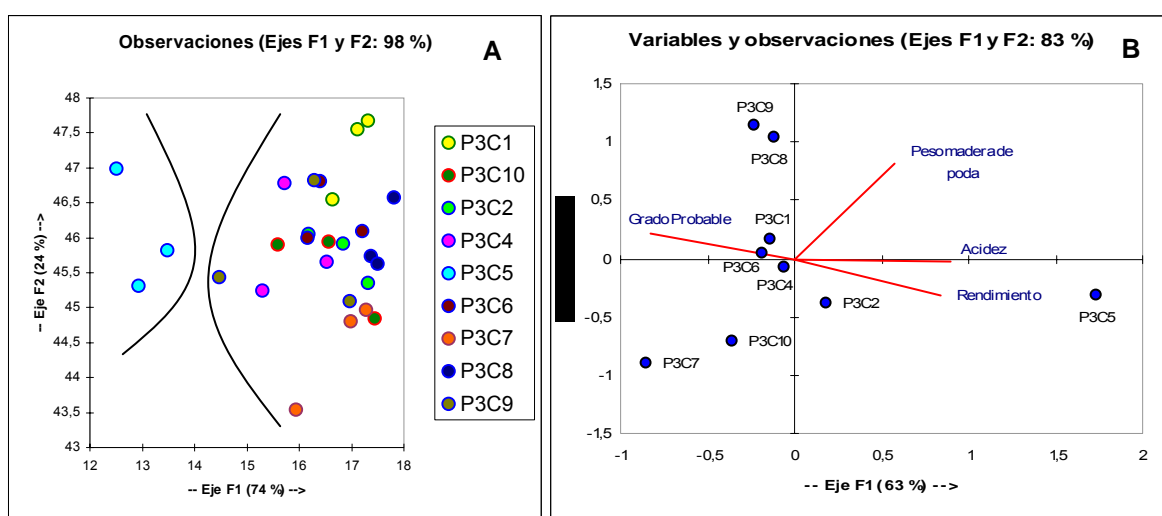 Observaciones (Ejes F1 y F2: 98 %)
A
-- Eje F2 (24 %) -->
48
47,5
47
46,5
46
45,5
45
44,5
44
43,5
43
12
13
14
15
16
17
18
-- Eje F1 (74 %) -->
P3C1
P3C10
P3C2
P3C4
P3C5
P3C6
P3C7
P3C8
P3C9
Variables y observaciones (Ejes F1 y F2: 83 %)
B
1,5
1
0,5
0
-0,5
-1
-1,5
P3C9
P3C8
Peso madera de
poda
Grado Probable
P3C1
Acidez
P3C6
P3C4
Rendimiento
P3C2
P3C5
P3C10
P3C7
-1
-0,5
0
0,5
1
1,5
2
-- Eje F1 (63 %) -->